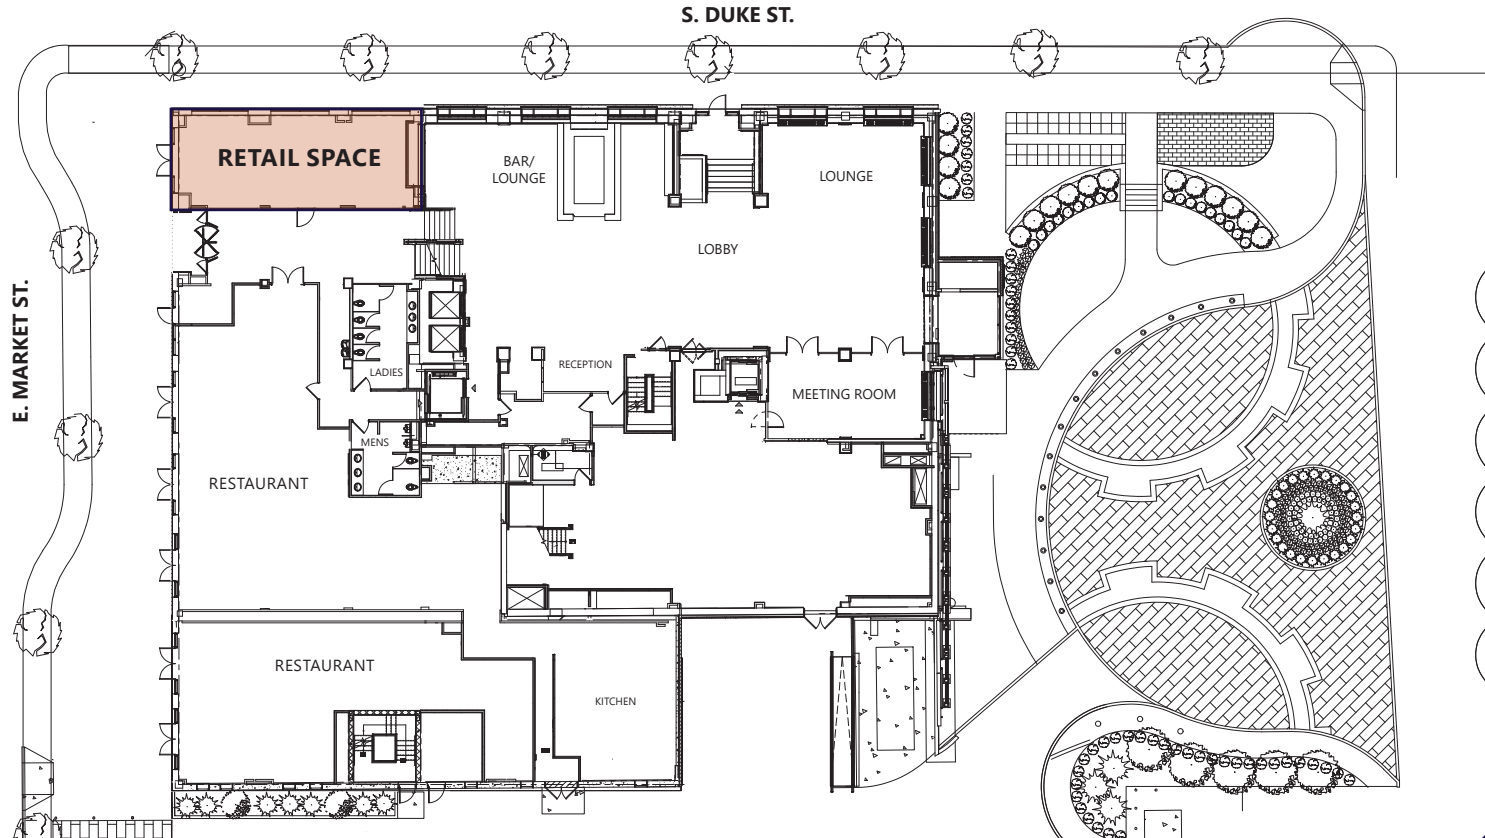 S. DUKE ST.
RETAIL SPACE
BAR/
LOUNGE
LOUNGE
LOBBY
E. MARKET ST.
RECEPTION
LADIES
MEETING ROOM
MENS
RESTAURANT
RESTAURANT
KITCHEN